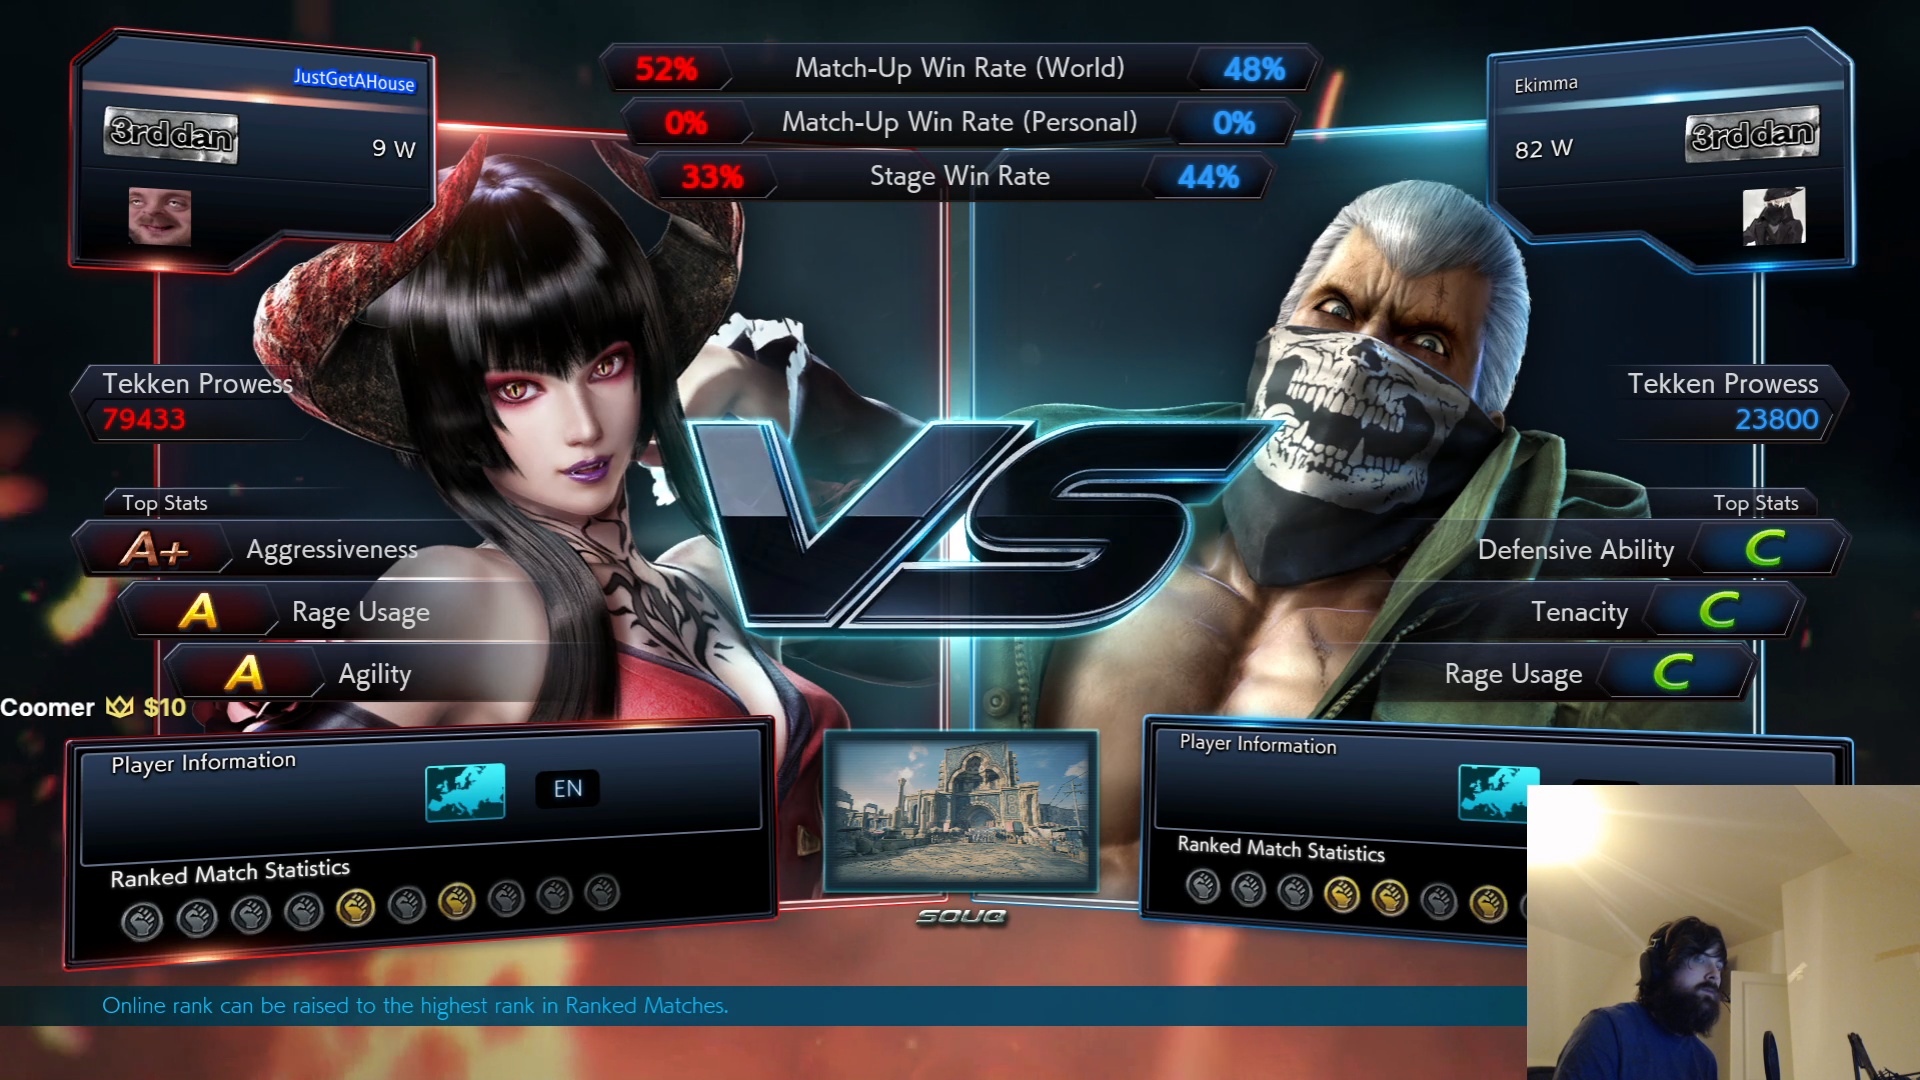 JustGetAHouse
3rd dan
9 W
52% Match-Up Win Rate (World) 48%
0% Match-Up Win Rate (Personal) 0%
33% Stage Win Rate 44%
Ekimma
82 W
3rd dan
Tekken Prowess
79433
Top Stats
A+ Aggressiveness
A Rage Usage
A Agility
VS
Tekken Prowess
23800
Top Stats
Defensive Ability C
Tenacity C
Rage Usage C
Coomer $10
Player Information
EN
Ranked Match Statistics
SOUQ
Player Information
Ranked Match Statistics
Online rank can be raised to the highest rank in Ranked Matches.